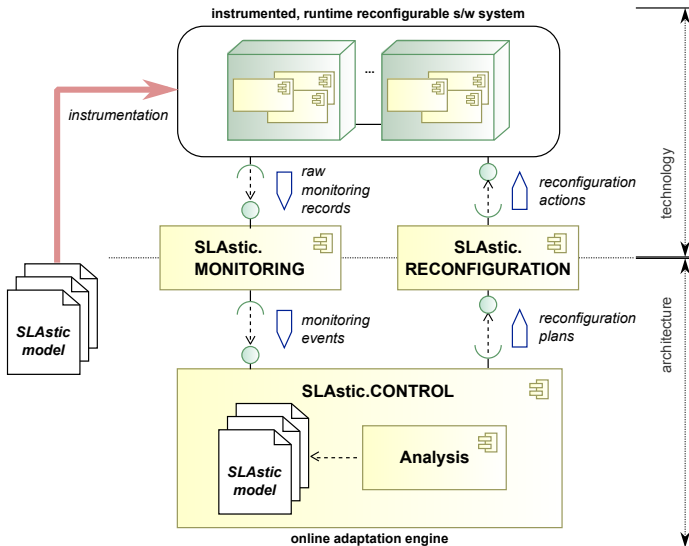 instrumented, runtime reconfigurable s/w system
...
instrumentation
raw
monitoring
records
reconfiguration
actions
technology
SLAstic.
MONITORING
SLAstic.
RECONFIGURATION
SLAstic
model
monitoring
events
reconfiguration
plans
architecture
SLAstic.CONTROL
SLAstic
model
Analysis
online adaptation engine